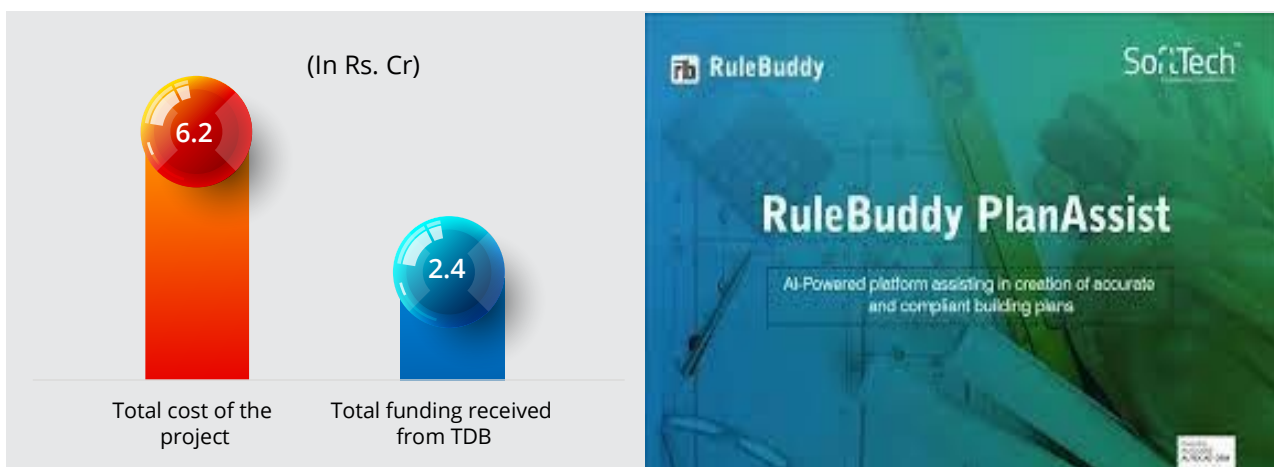 (In Rs. Cr)
6.2
2.4
Total cost of the
project
Total funding received
from TDB
rb RuleBuddy
SoftTech
RuleBuddy PlanAssist
AI-Powered platform assisting in creation of accurate
and compliant building plans